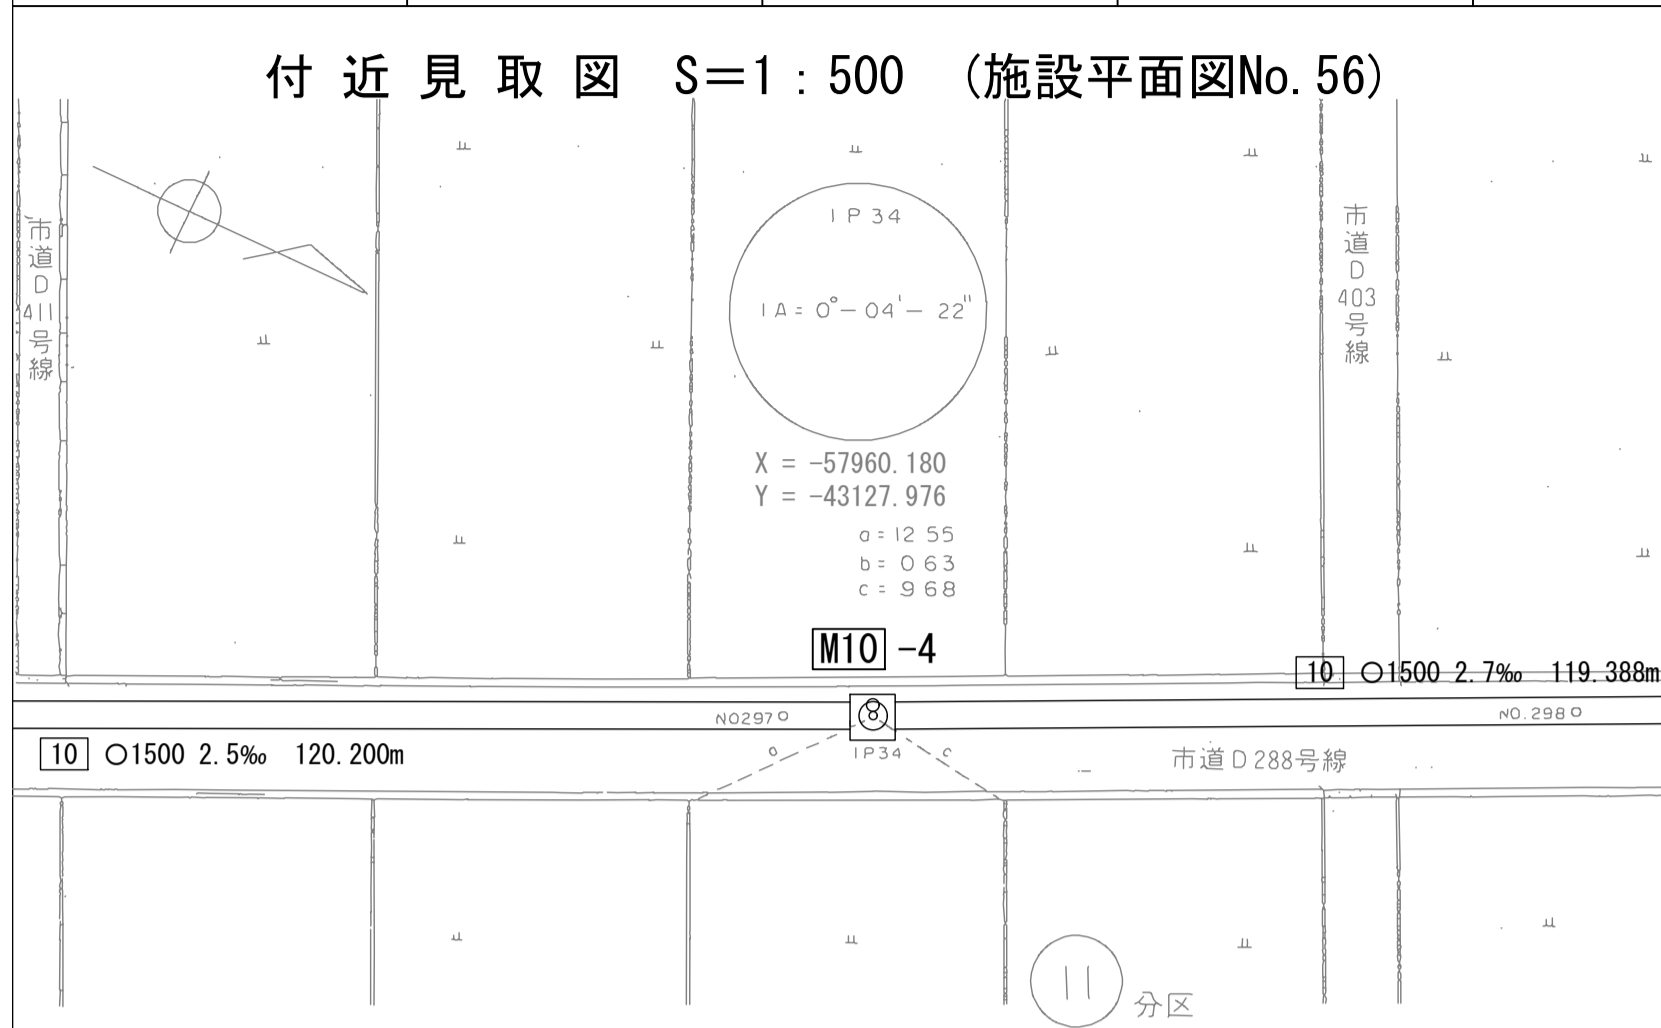 付近見取図 S=1:500 (施設平面図No.56)
市道D411号線
IP34
IA=0°-04'-22"
市道D403号線
X = -57960.180
Y = -43127.976
a=12 55
b= 0 63
c= 9 68
M10 -4
10 ○1500 2.7‰ 119.388m
NO297
NO.298
10 ○1500 2.5‰ 120.200m
a
IP34
c
市道D288号線
11 分区